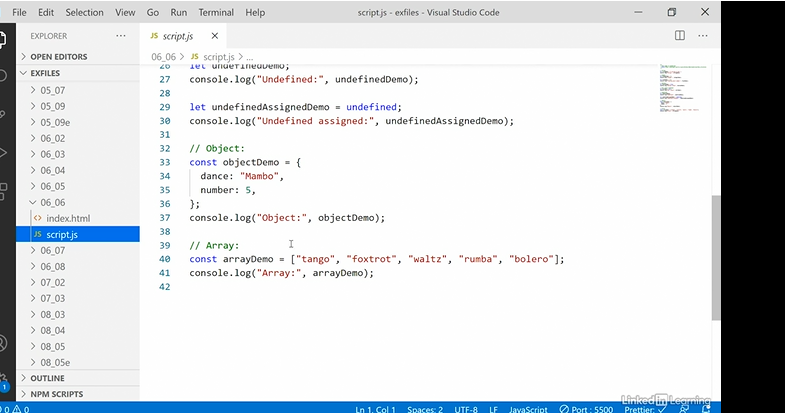 File Edit Selection View Go Run Terminal Help script.js - exfiles - Visual Studio Code
EXPLORER ... JS script.js
06_06 > JS script.js > ...
OPEN EDITORS
EXFILES
05_07
05_09
05_09e
06_02
06_03
06_04
06_05
06_06
<> index.html
JS script.js
06_07
06_08
07_02
07_03
08_03
08_04
08_05
08_05e
OUTLINE
NPM SCRIPTS
26 let undefinedDemo;
27 console.log("Undefined:", undefinedDemo);
28
29 let undefinedAssignedDemo = undefined;
30 console.log("Undefined assigned:", undefinedAssignedDemo);
31
32 // Object:
33 const objectDemo = {
34 dance: "Mambo",
35 number: 5,
36 };
37 console.log("Object:", objectDemo);
38
39 // Array:
40 const arrayDemo = ["tango", "foxtrot", "waltz", "rumba", "bolero"];
41 console.log("Array:", arrayDemo);
42
1
LinkedIn Learning
0 0 Ln 1, Col 1 Spaces: 2 UTF-8 LF JavaScript Port : 5500 Prettier: ✓